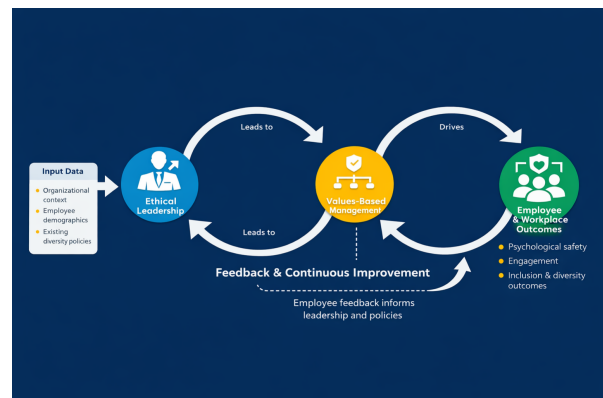 Leads to
Drives
Input Data
Organizational
context
Employee
demographics
Existing
diversity policies
Ethical
Leadership
Values-Based
Management
Employee
& Workplace
Outcomes
Leads to
Psychological safety
Engagement
Inclusion & diversity
outcomes
Feedback & Continuous Improvement
Employee feedback informs
leadership and policies